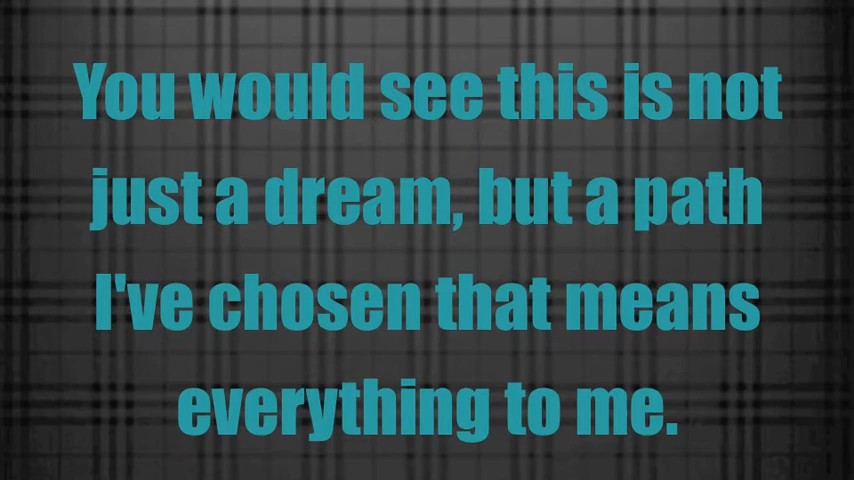 You would see this is not
just a dream, but a path
I've chosen that means
everything to me.